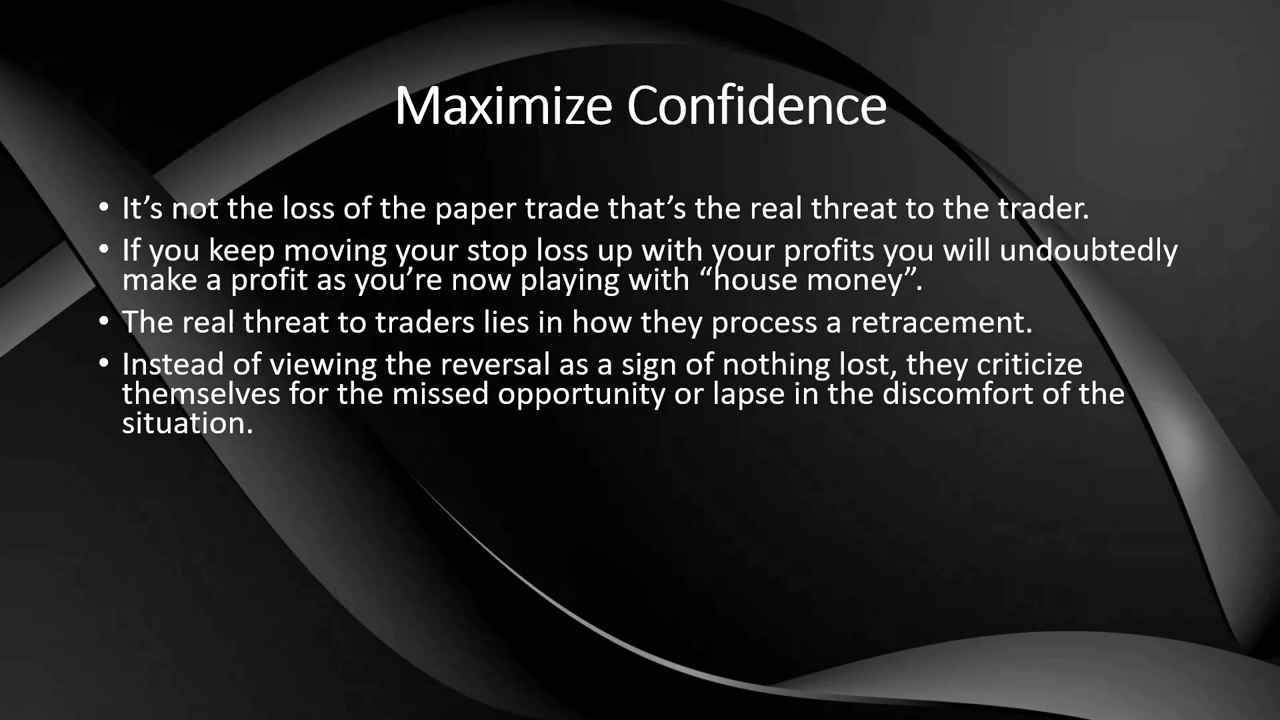 Maximize Confidence
• It’s not the loss of the paper trade that’s the real threat to the trader.
• If you keep moving your stop loss up with your profits you will undoubtedly
make a profit as you’re now playing with “house money”.
• The real threat to traders lies in how they process a retracement.
• Instead of viewing the reversal as a sign of nothing lost, they criticize
themselves for the missed opportunity or lapse in the discomfort of the
situation.